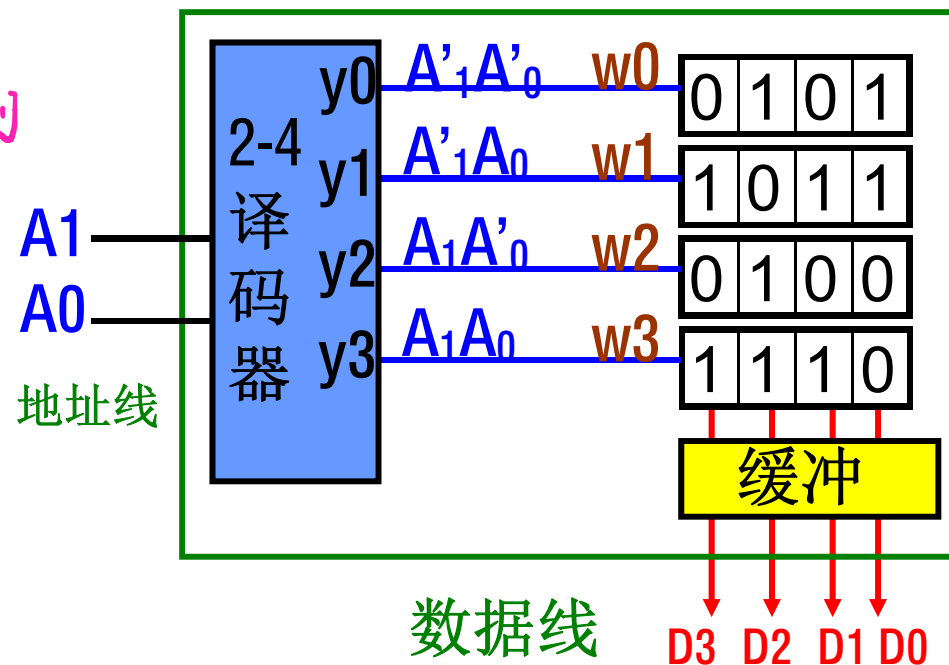 y0 A'₁A'₀ w0 0 1 0 1
2-4
y1 A'₁A₀ w1 1 0 1 1
译
A1
码
y2 A₁A'₀ w2 0 1 0 0
A0
器
y3 A₁A₀ w3 1 1 1 0
地址线
缓冲
数据线
D3 D2 D1 D0